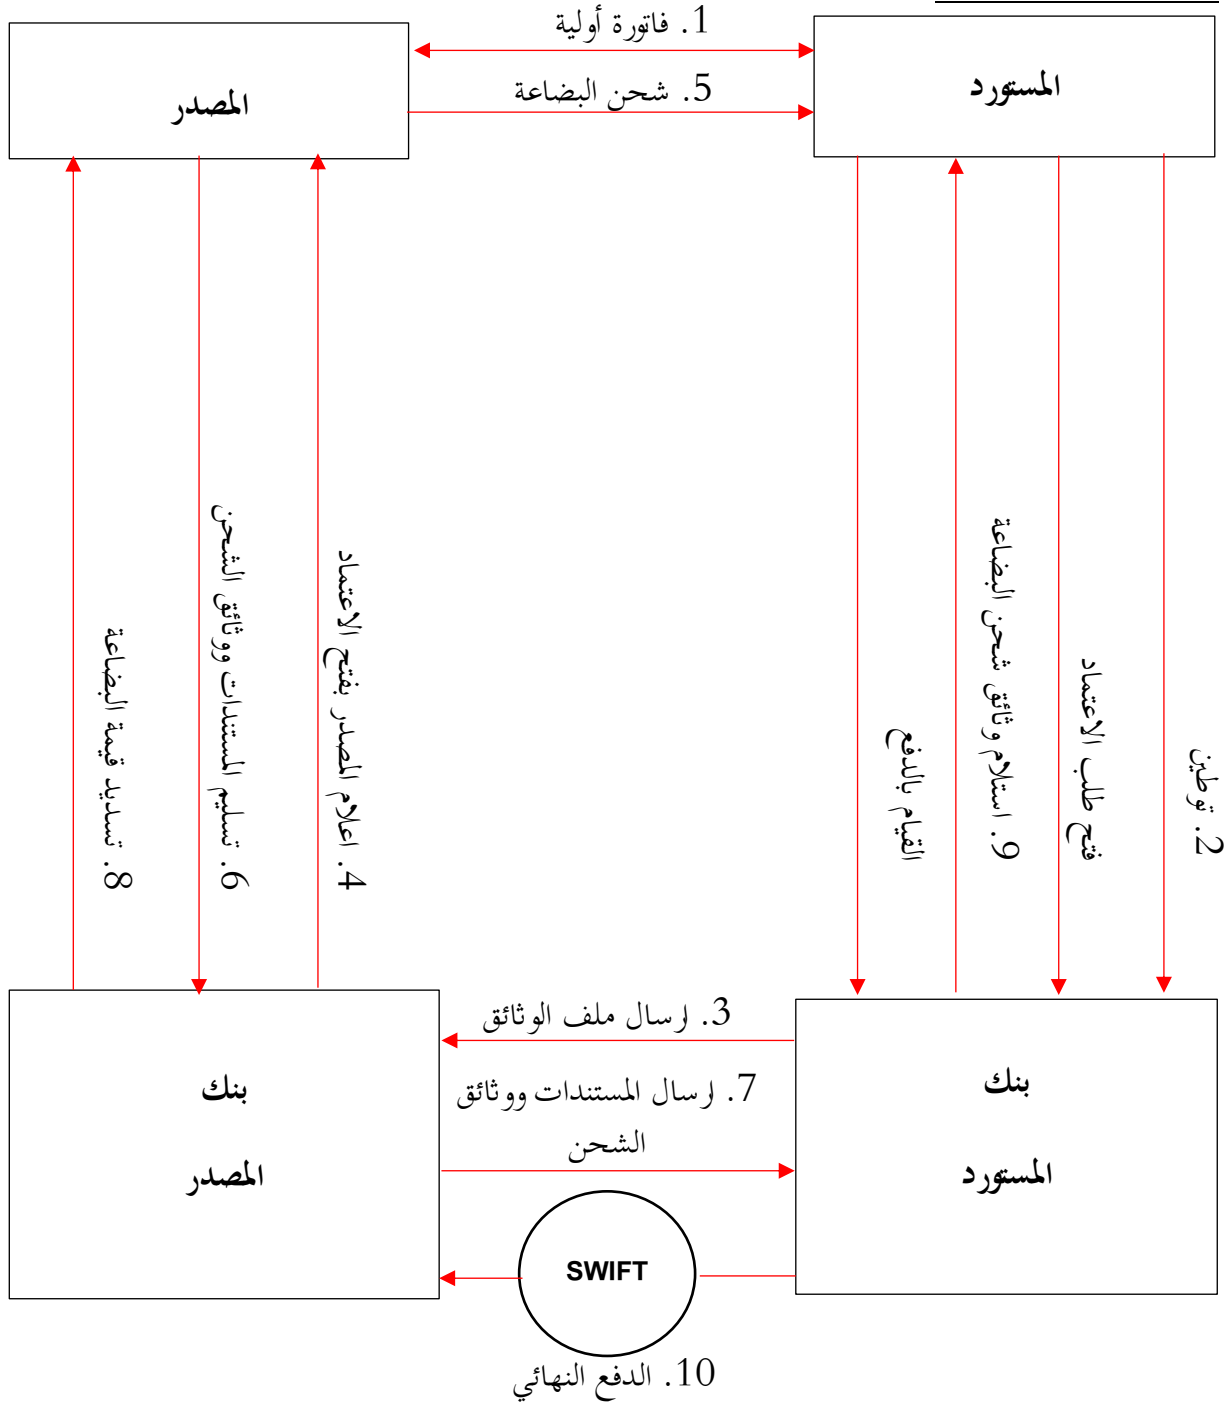 1. فاتورة أولية
المستورد
المصدر
5. شحن البضاعة
2. توطين
فتح طلب الاعتماد
9. استلام وثائق شحن البضاعة
القيام بالدفع
4. اعلام المصدر بفتح الاعتماد
6. تسليم المستندات ووثائق الشحن
8. تسديد قيمة البضاعة
3. ارسال ملف الوثائق
7. ارسال المستندات ووثائق
الشحن
بنك
المستورد
بنك
المصدر
SWIFT
10. الدفع النهائي